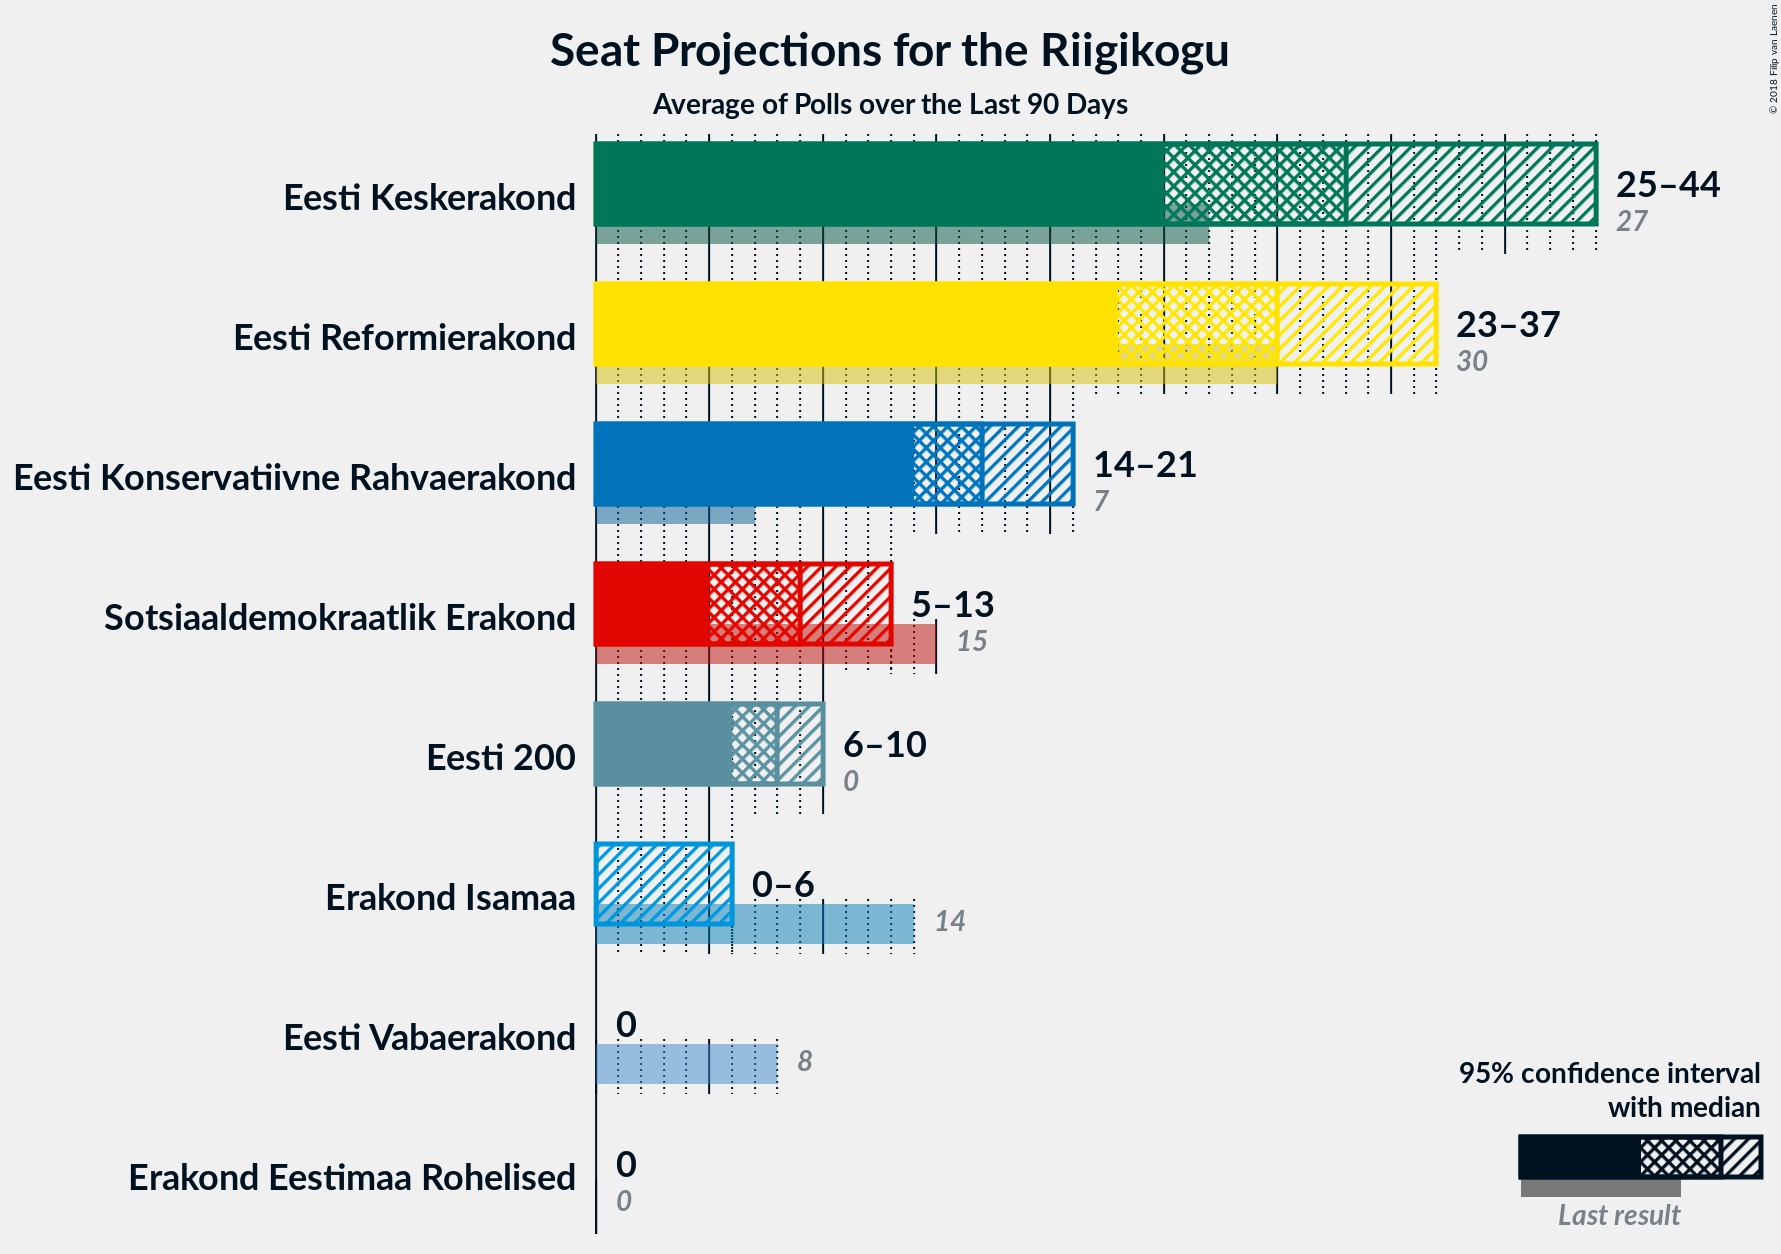 Seat Projections for the Riigikogu
Average of Polls over the Last 90 Days
© 2018 Filip van Laenen
Eesti Keskerakond
25–44
27
Eesti Reformierakond
23–37
30
Eesti Konservatiivne Rahvaerakond
14–21
7
Sotsiaaldemokraatlik Erakond
5–13
15
Eesti 200
6–10
0
Erakond Isamaa
0–6
14
Eesti Vabaerakond
0
8
Erakond Eestimaa Rohelised
0
0
95% confidence interval
with median
Last result